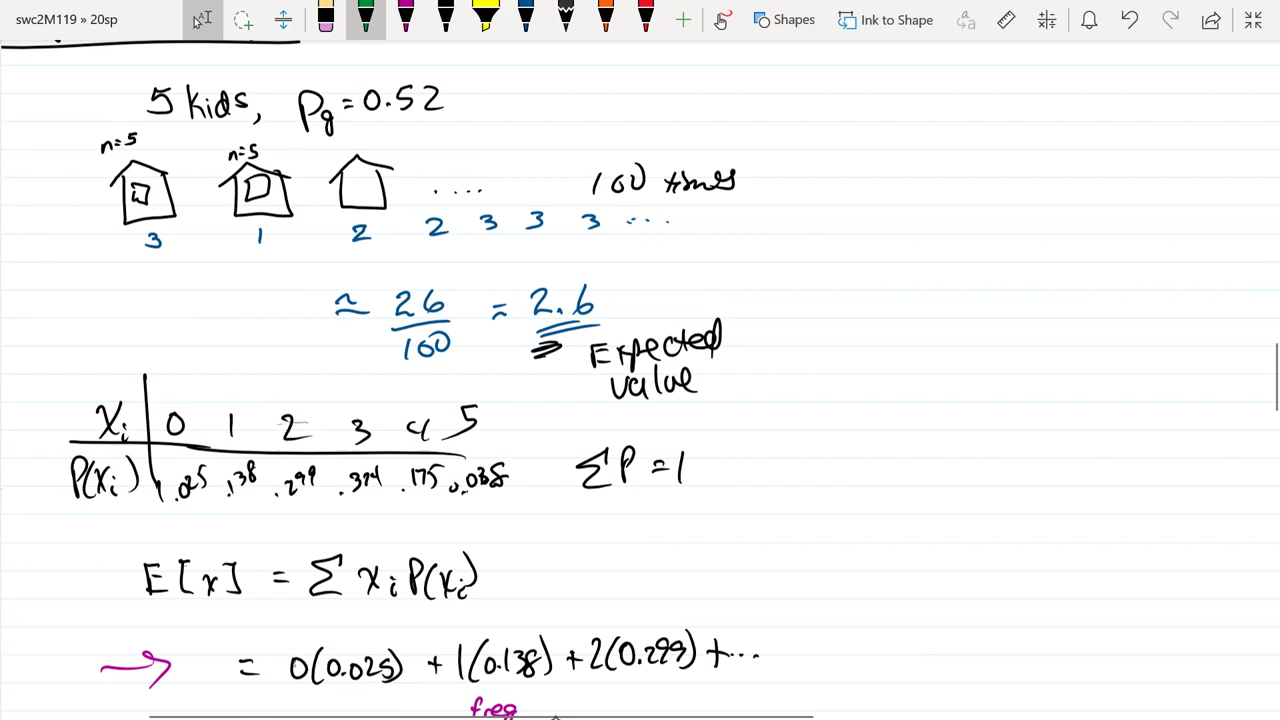 swc2M119 » 20sp
Shapes
Ink to Shape
5 kids, Pg = 0.52
n=5
n=5
.... 100 times
3 1 2 2 3 3 3 ....
≈ 26/100 = 2.6
Expected
value
Xi 0 1 2 3 4 5
P(Xi) .025 .138 .299 .324 .175 0.038
ΣP = 1
E[x] = Σ xi P(xi)
→ = 0(0.025) + 1(0.138) + 2(0.299) + ...
freq